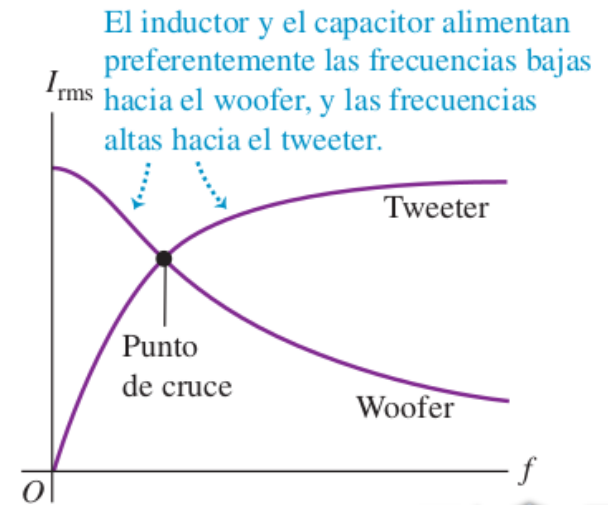 El inductor y el capacitor alimentan
preferentemente las frecuencias bajas
hacia el woofer, y las frecuencias
altas hacia el tweeter.
I_rms
Tweeter
Punto
de cruce
Woofer
f
O